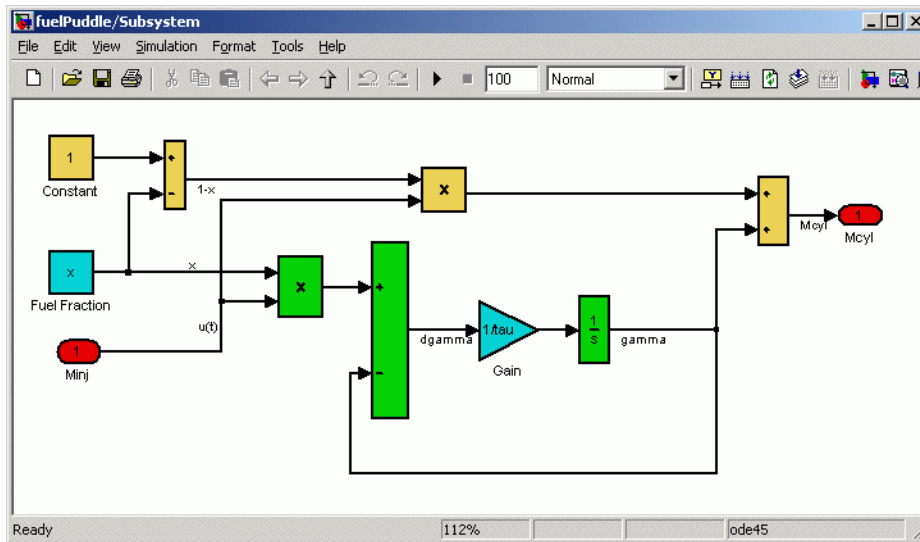 fuelPuddle/Subsystem
File Edit View Simulation Format Tools Help
100 Normal
1
Constant
+
-
1-x
x
+
+
1
Mcyl
Mcyl
x
Fuel Fraction
x
x
u(t)
1
Minj
+
-
dgamma
1/tau
Gain
1
s
gamma
Ready 112% ode45